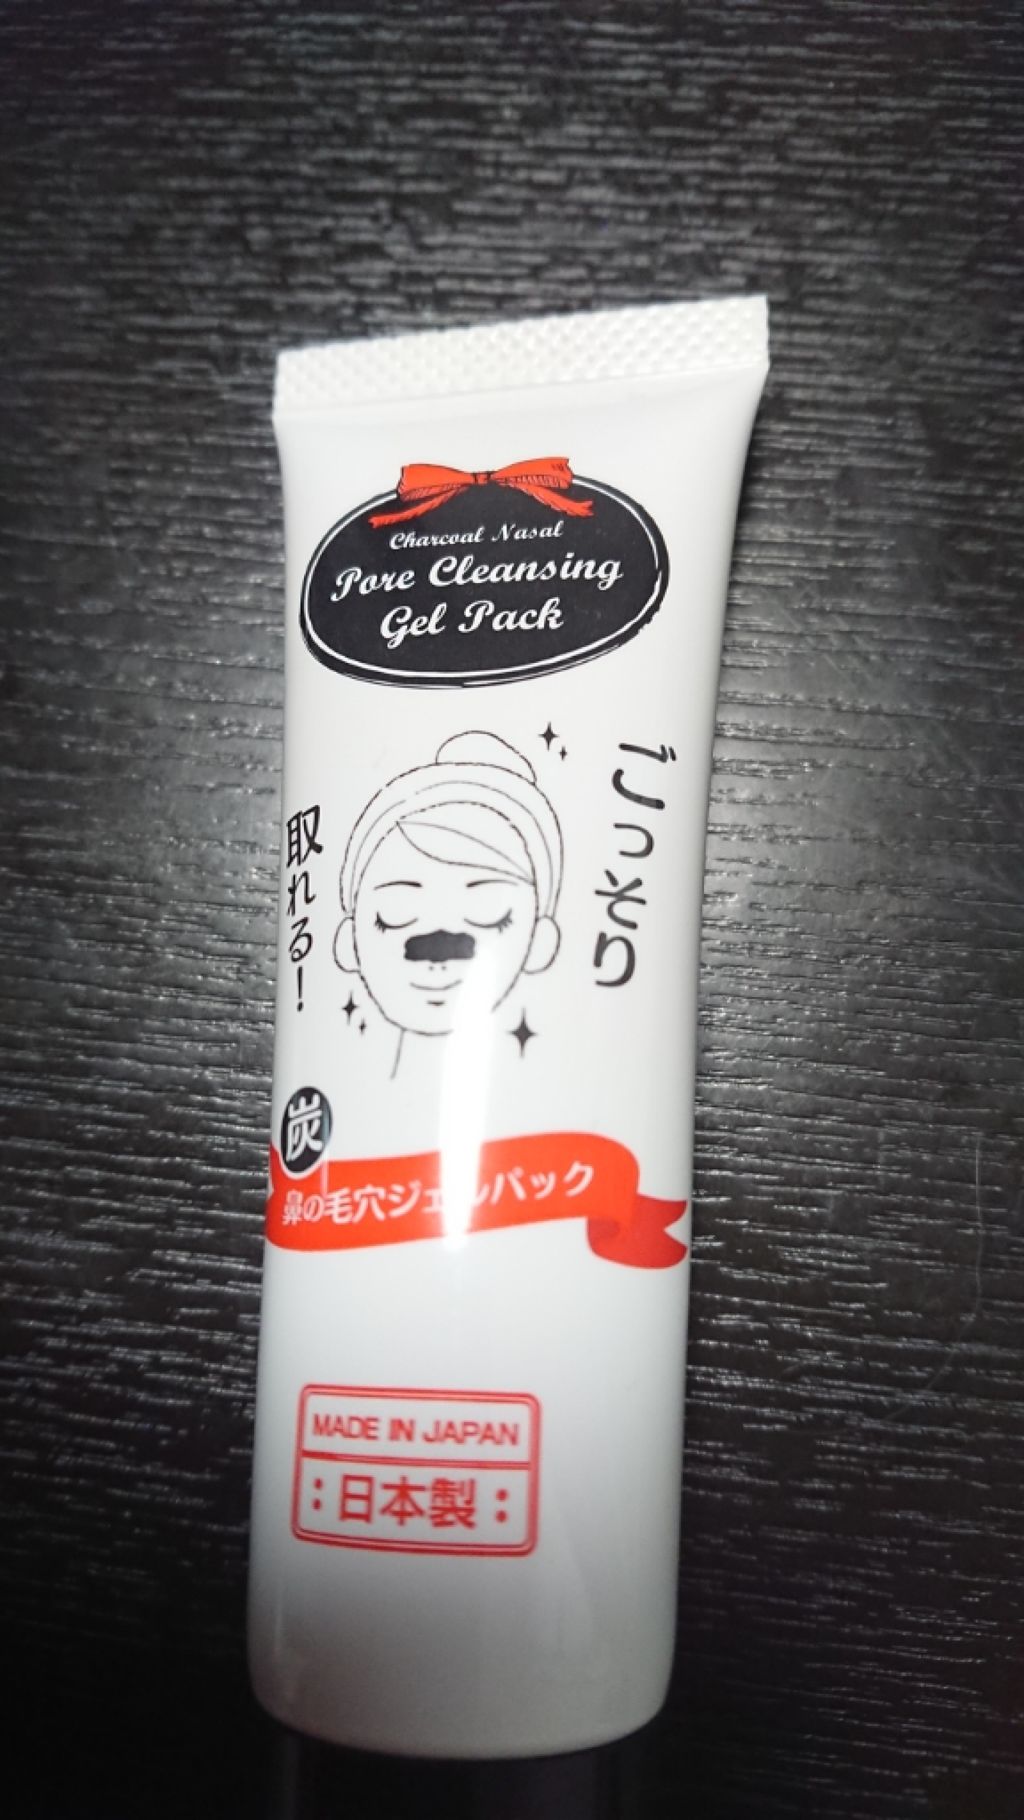 Charcoal Nasal
Pore Cleansing
Gel Pack
ごっそり
取れる!
炭
鼻の毛穴ジェルパック
MADE IN JAPAN
:日本製: